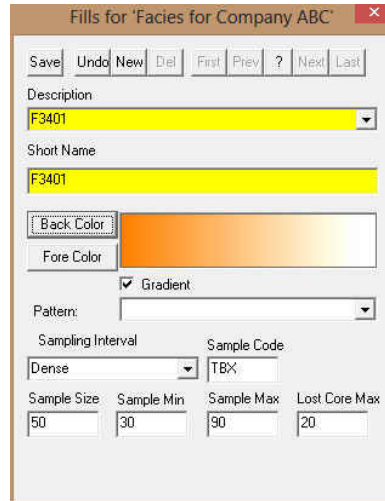 Fills for 'Facies for Company ABC'
Save Undo New Del First Prev ? Next Last
Description
F3401
Short Name
F3401
Back Color
Fore Color
Gradient
Pattern:
Sampling Interval Sample Code
Dense TBX
Sample Size Sample Min Sample Max Lost Core Max
50 30 90 20